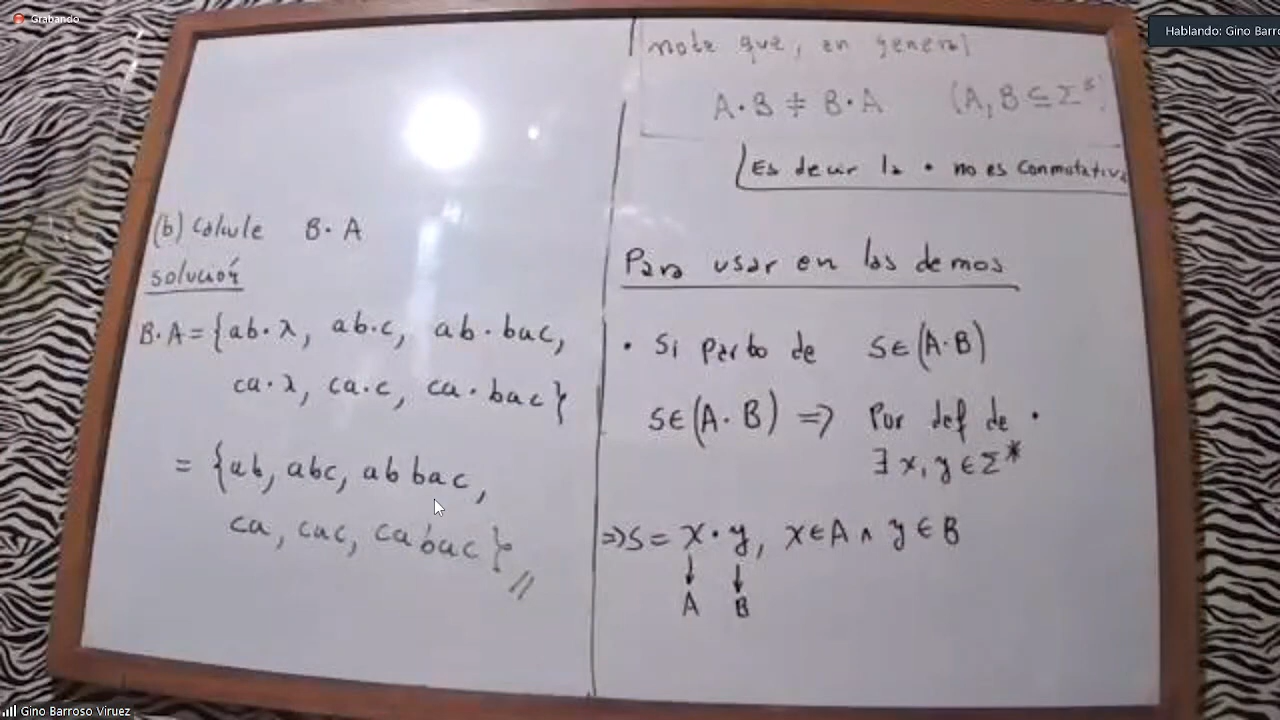 Grabando
Hablando: Gino Barro
(b) Calcule B·A
solución
B·A = {ab·λ, ab·c, ab·bac,
ca·λ, ca·c, ca·bac}
= {ab, abc, abbac,
ca, cac, cabac}
note que, en general
A·B ≠ B·A (A, B ⊆ Σ*)
Es decir la · no es conmutativa
Para usar en las demos
· Si parto de S∈(A·B)
S∈(A·B) => Por def de ·
∃ x, y ∈ Σ*
=> S = x·y, x∈A ∧ y∈B
↓ ↓
A B
Gino Barroso Viruez